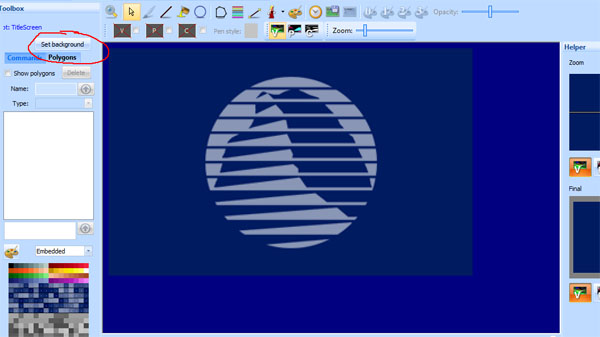 Toolbox
ot: TitleScreen
Set background
Commands
Polygons
Show polygons
Delete
Name:
Type:
Embedded
V
P
C
Pen style:
Opacity:
Zoom:
Helper
Zoom
Final